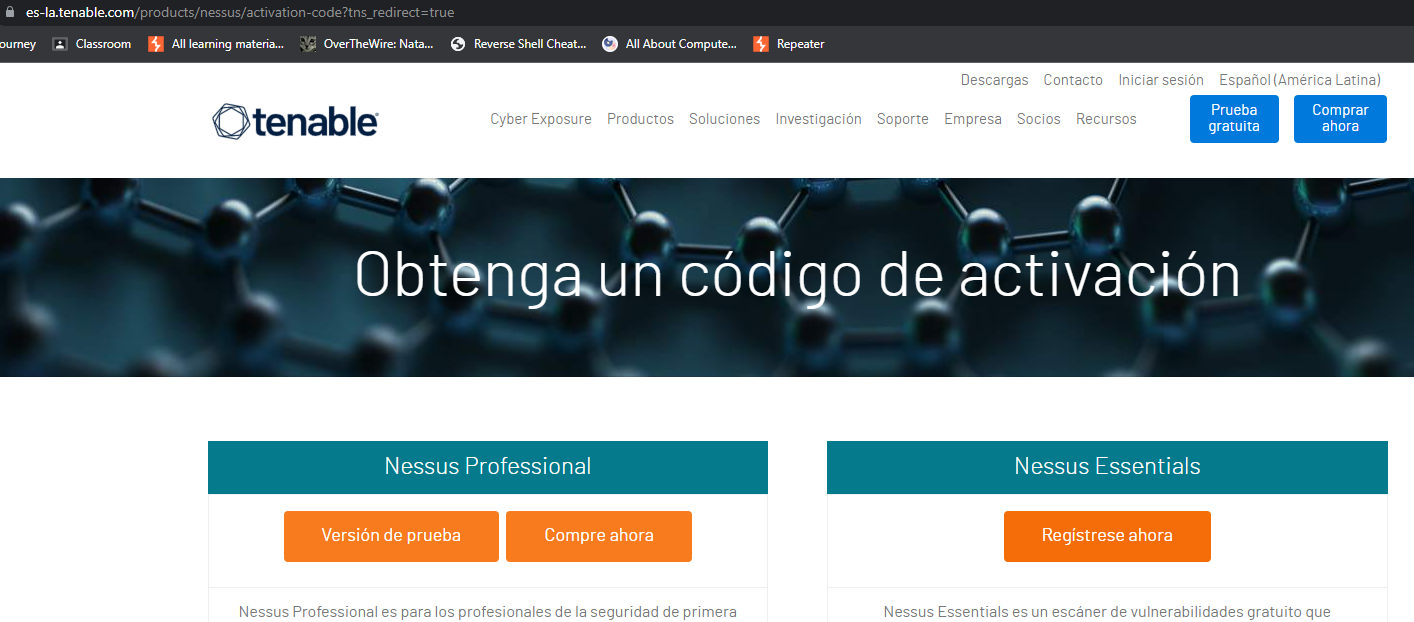 es-la.tenable.com/products/nessus/activation-code?tns_redirect=true
ourney Classroom All learning materia... OverTheWire: Nata... Reverse Shell Cheat... All About Compute... Repeater
Descargas Contacto Iniciar sesión Español (América Latina)
tenable
Cyber Exposure Productos Soluciones Investigación Soporte Empresa Socios Recursos
Prueba
gratuita
Comprar
ahora
Obtenga un código de activación
Nessus Professional
Versión de prueba Compre ahora
Nessus Professional es para los profesionales de la seguridad de primera
Nessus Essentials
Regístrese ahora
Nessus Essentials es un escáner de vulnerabilidades gratuito que